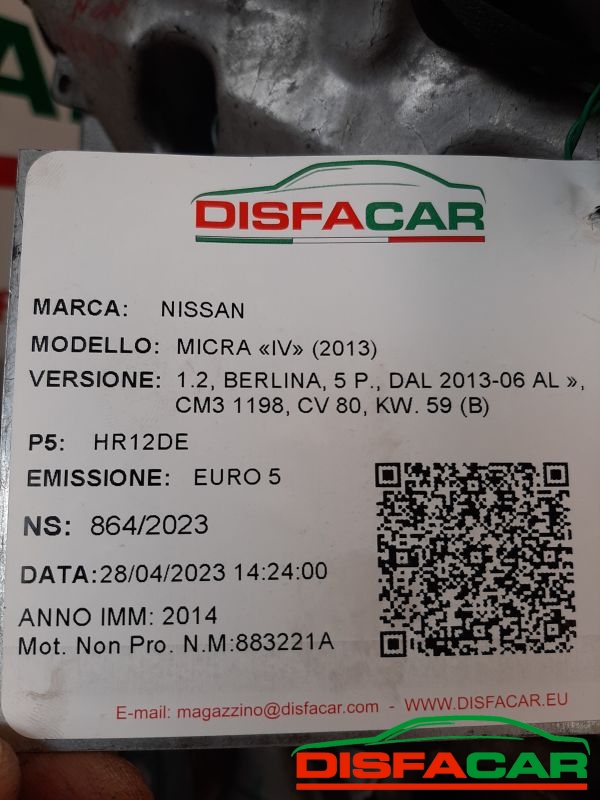 DISFACAR
MARCA: NISSAN
MODELLO: MICRA «IV» (2013)
VERSIONE: 1.2, BERLINA, 5 P., DAL 2013-06 AL »,
CM3 1198, CV 80, KW. 59 (B)
P5: HR12DE
EMISSIONE: EURO 5
NS: 864/2023
DATA:28/04/2023 14:24:00
ANNO IMM: 2014
Mot. Non Pro. N.M:883221A
E-mail: magazzino@disfacar.com - WWW.DISFACAR.EU
DISFACAR